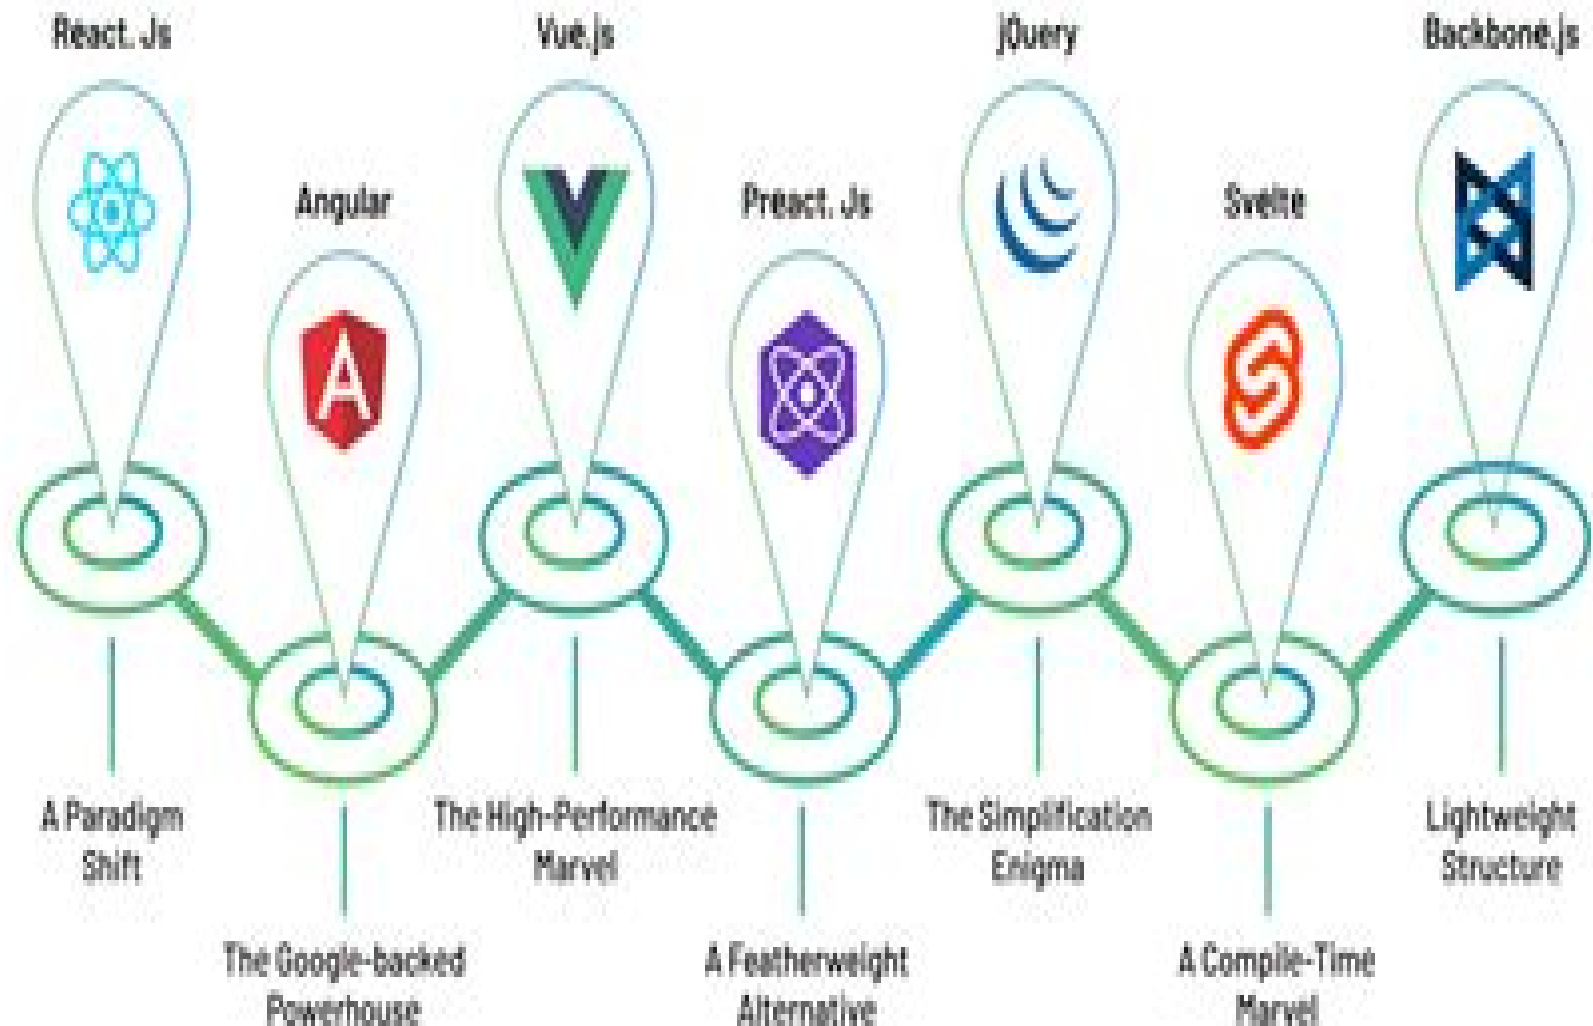 React. Js
Vue.js
jQuery
Backbone.js
Angular
Preact. Js
Svelte
A Paradigm
Shift
The High-Performance
Marvel
The Simplification
Enigma
Lightweight
Structure
The Google-backed
Powerhouse
A Featherweight
Alternative
A Compile-Time
Marvel